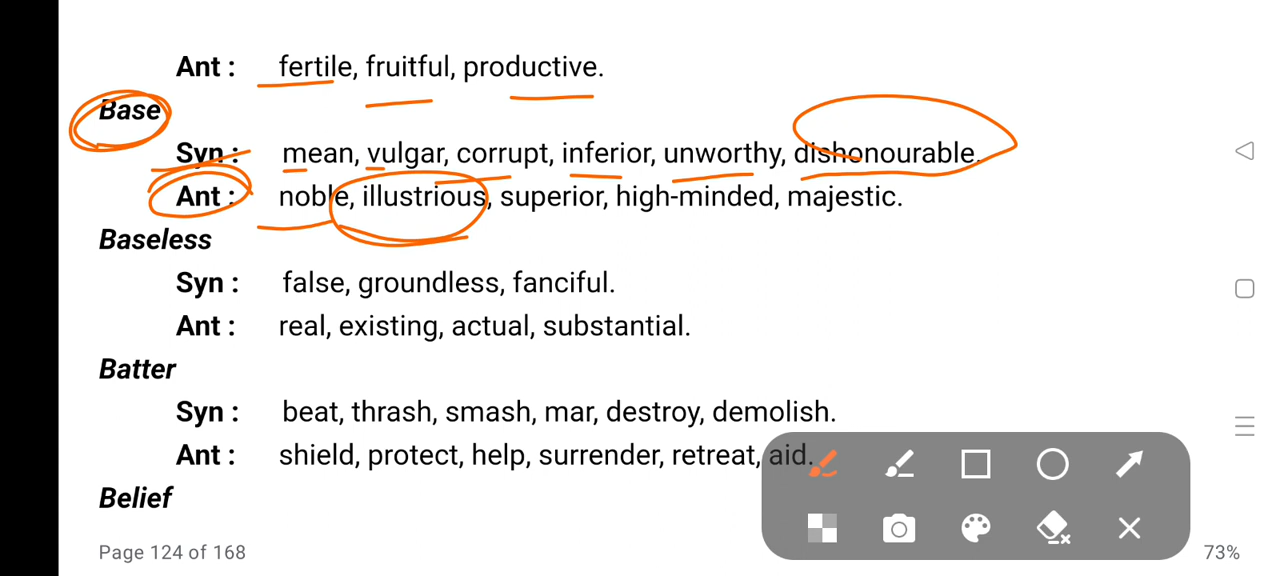 Ant : fertile, fruitful, productive.
Base
Syn : mean, vulgar, corrupt, inferior, unworthy, dishonourable.
Ant : noble, illustrious, superior, high-minded, majestic.
Baseless
Syn : false, groundless, fanciful.
Ant : real, existing, actual, substantial.
Batter
Syn : beat, thrash, smash, mar, destroy, demolish.
Ant : shield, protect, help, surrender, retreat, aid.
Belief
Page 124 of 168
73%